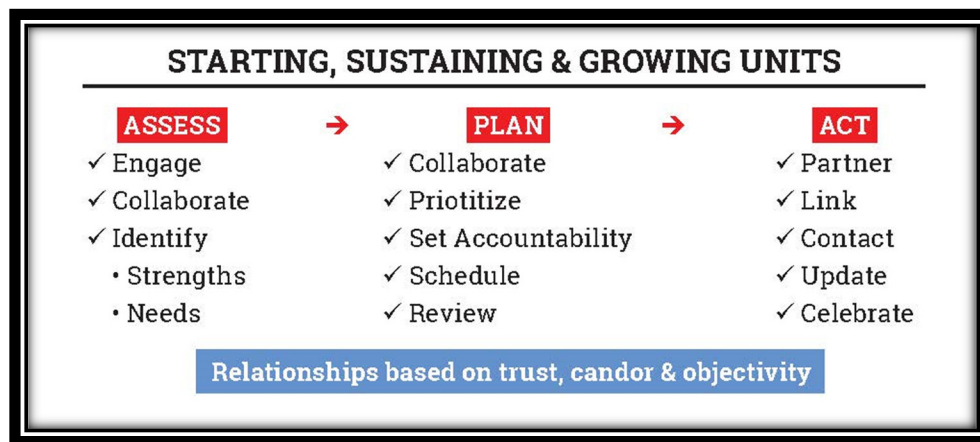 STARTING, SUSTAINING & GROWING UNITS
ASSESS → PLAN → ACT
✓ Engage
✓ Collaborate
✓ Identify
• Strengths
• Needs
✓ Collaborate
✓ Priotitize
✓ Set Accountability
✓ Schedule
✓ Review
✓ Partner
✓ Link
✓ Contact
✓ Update
✓ Celebrate
Relationships based on trust, candor & objectivity